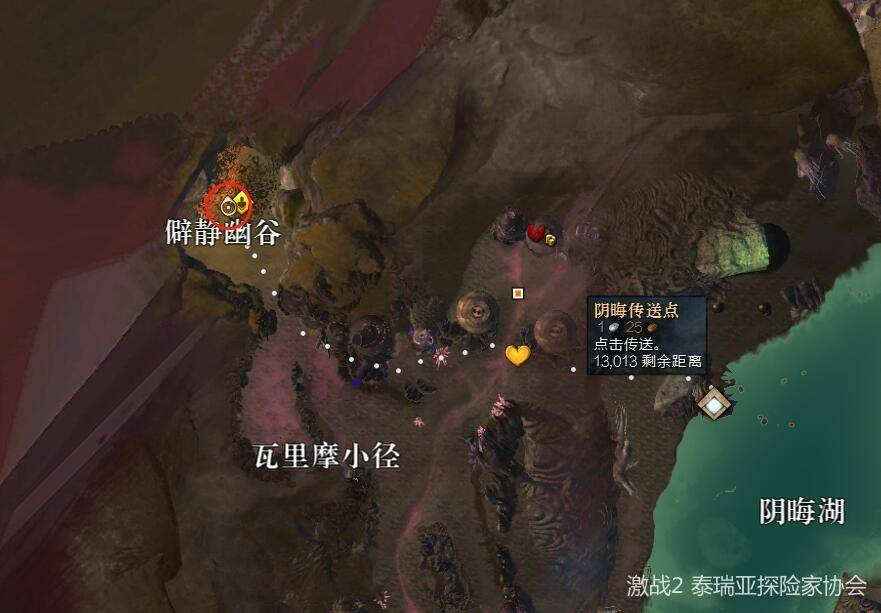 僻静幽谷
阴晦传送点
1 25
点击传送。
13,013 剩余距离
瓦里摩小径
阴晦湖
激战2 泰瑞亚探险家协会